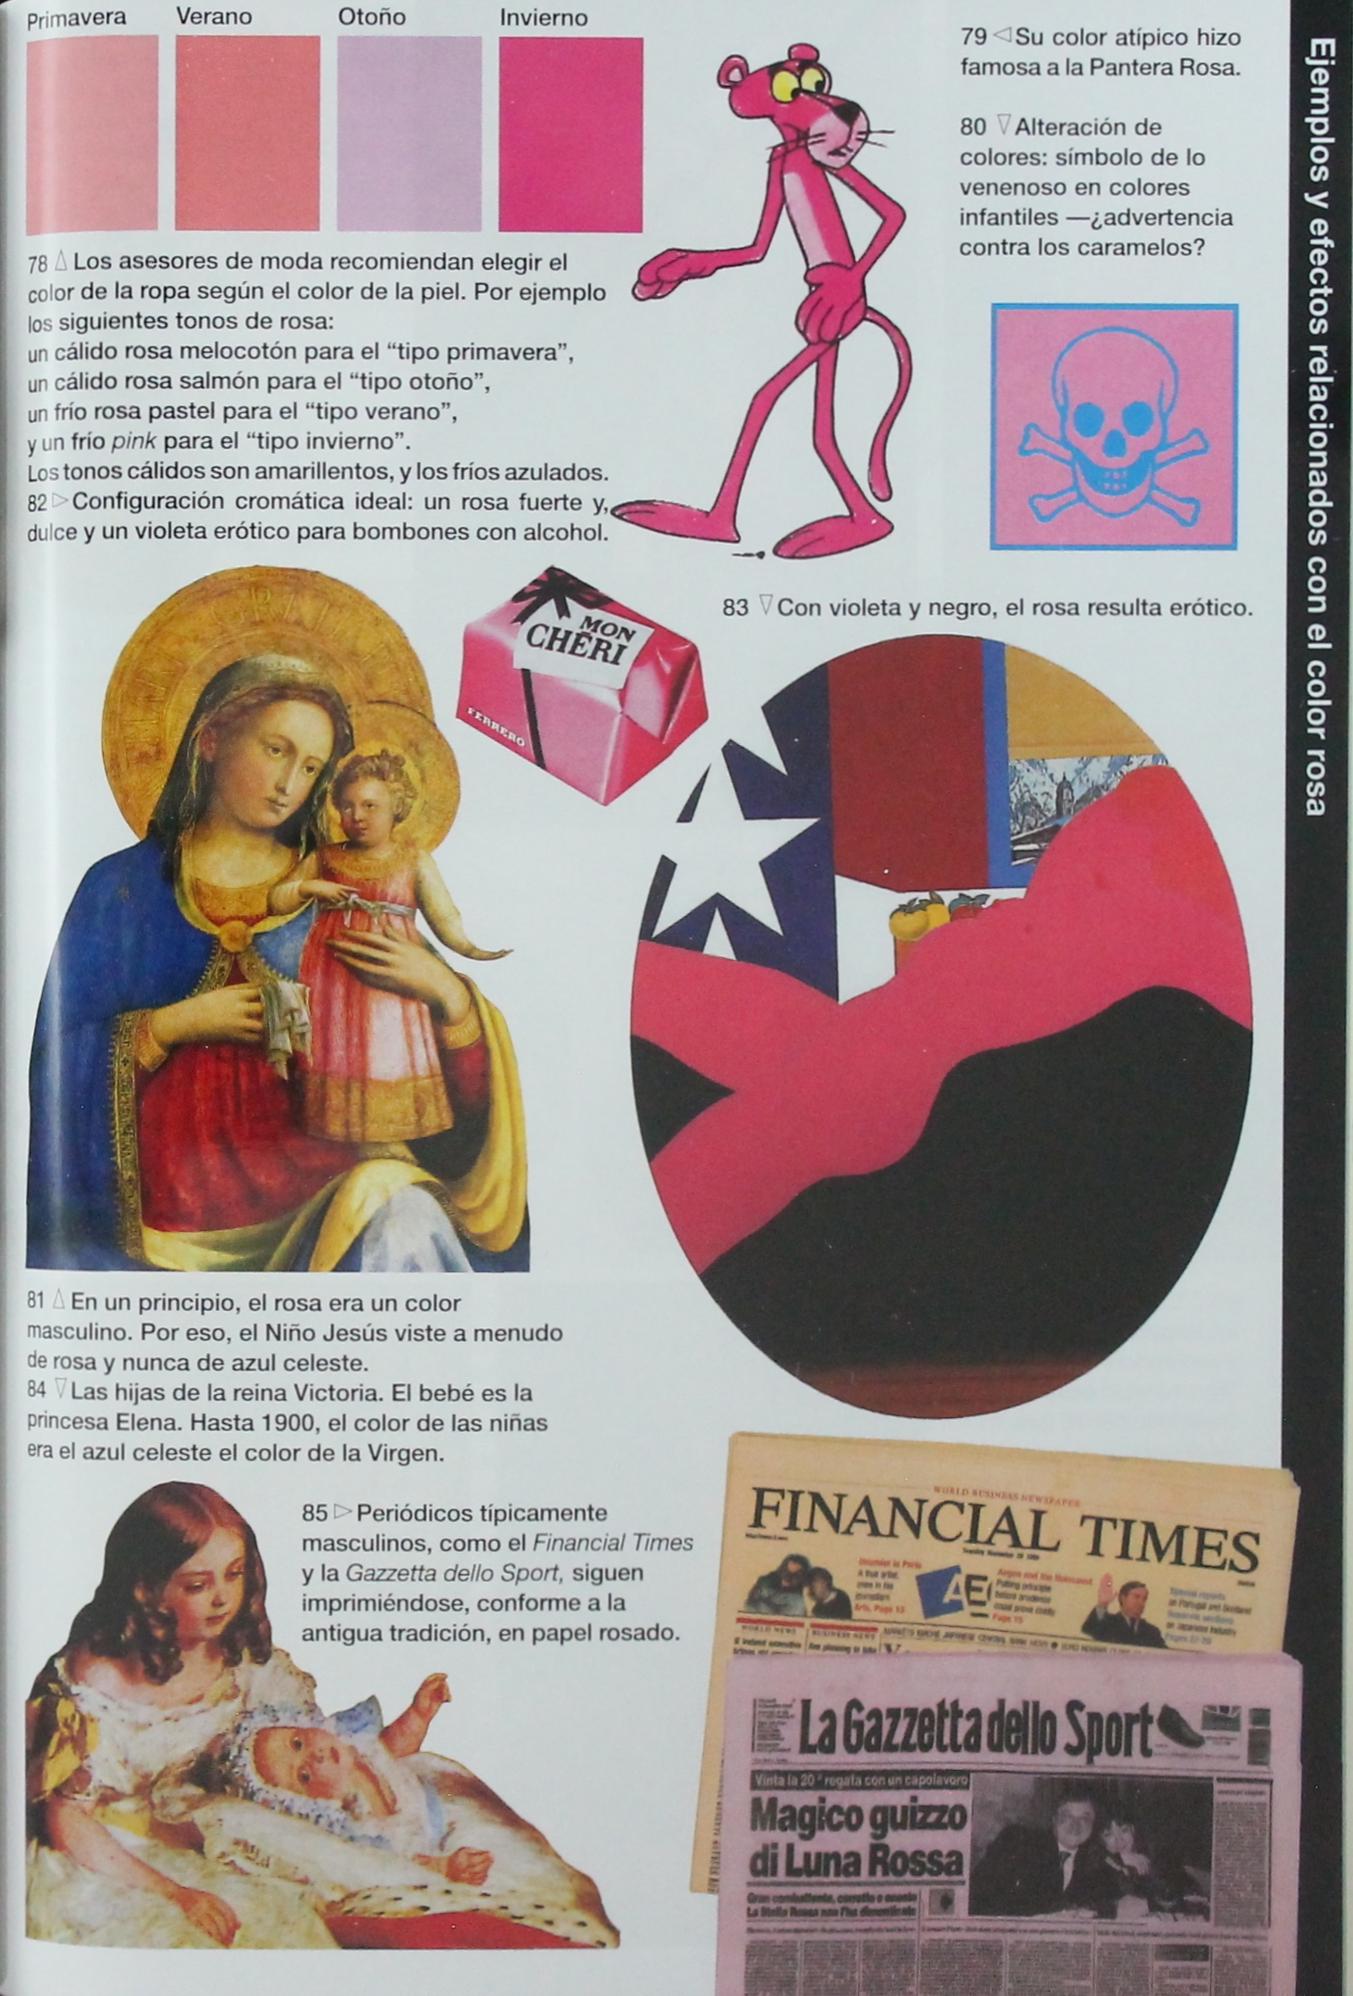 Primavera
Verano
Otoño
Invierno
78 △ Los asesores de moda recomiendan elegir el
color de la ropa según el color de la piel. Por ejemplo
los siguientes tonos de rosa:
un cálido rosa melocotón para el “tipo primavera”,
un cálido rosa salmón para el “tipo otoño”,
un frío rosa pastel para el “tipo verano”,
y un frío pink para el “tipo invierno”.
Los tonos cálidos son amarillentos, y los fríos azulados.
82 ▷ Configuración cromática ideal: un rosa fuerte y,
dulce y un violeta erótico para bombones con alcohol.
79 ◁ Su color atípico hizo
famosa a la Pantera Rosa.
80 ▽ Alteración de
colores: símbolo de lo
venenoso en colores
infantiles —¿advertencia
contra los caramelos?
Ejemplos y efectos relacionados con el color rosa
MON
CHÉRI
FERRERO
83 ▽ Con violeta y negro, el rosa resulta erótico.
81 △ En un principio, el rosa era un color
masculino. Por eso, el Niño Jesús viste a menudo
de rosa y nunca de azul celeste.
84 ▽ Las hijas de la reina Victoria. El bebé es la
princesa Elena. Hasta 1900, el color de las niñas
era el azul celeste el color de la Virgen.
85 ▷ Periódicos típicamente
masculinos, como el Financial Times
y la Gazzetta dello Sport, siguen
imprimiéndose, conforme a la
antigua tradición, en papel rosado.
WORLD BUSINESS NEWSPAPER
FINANCIAL TIMES
Arts, Page 13
Page 15
WORLD NEWS
BUSINESS NEWS
La Gazzetta dello Sport
Vinta la 20ª regata con un capolavoro
Magico guizzo
di Luna Rossa